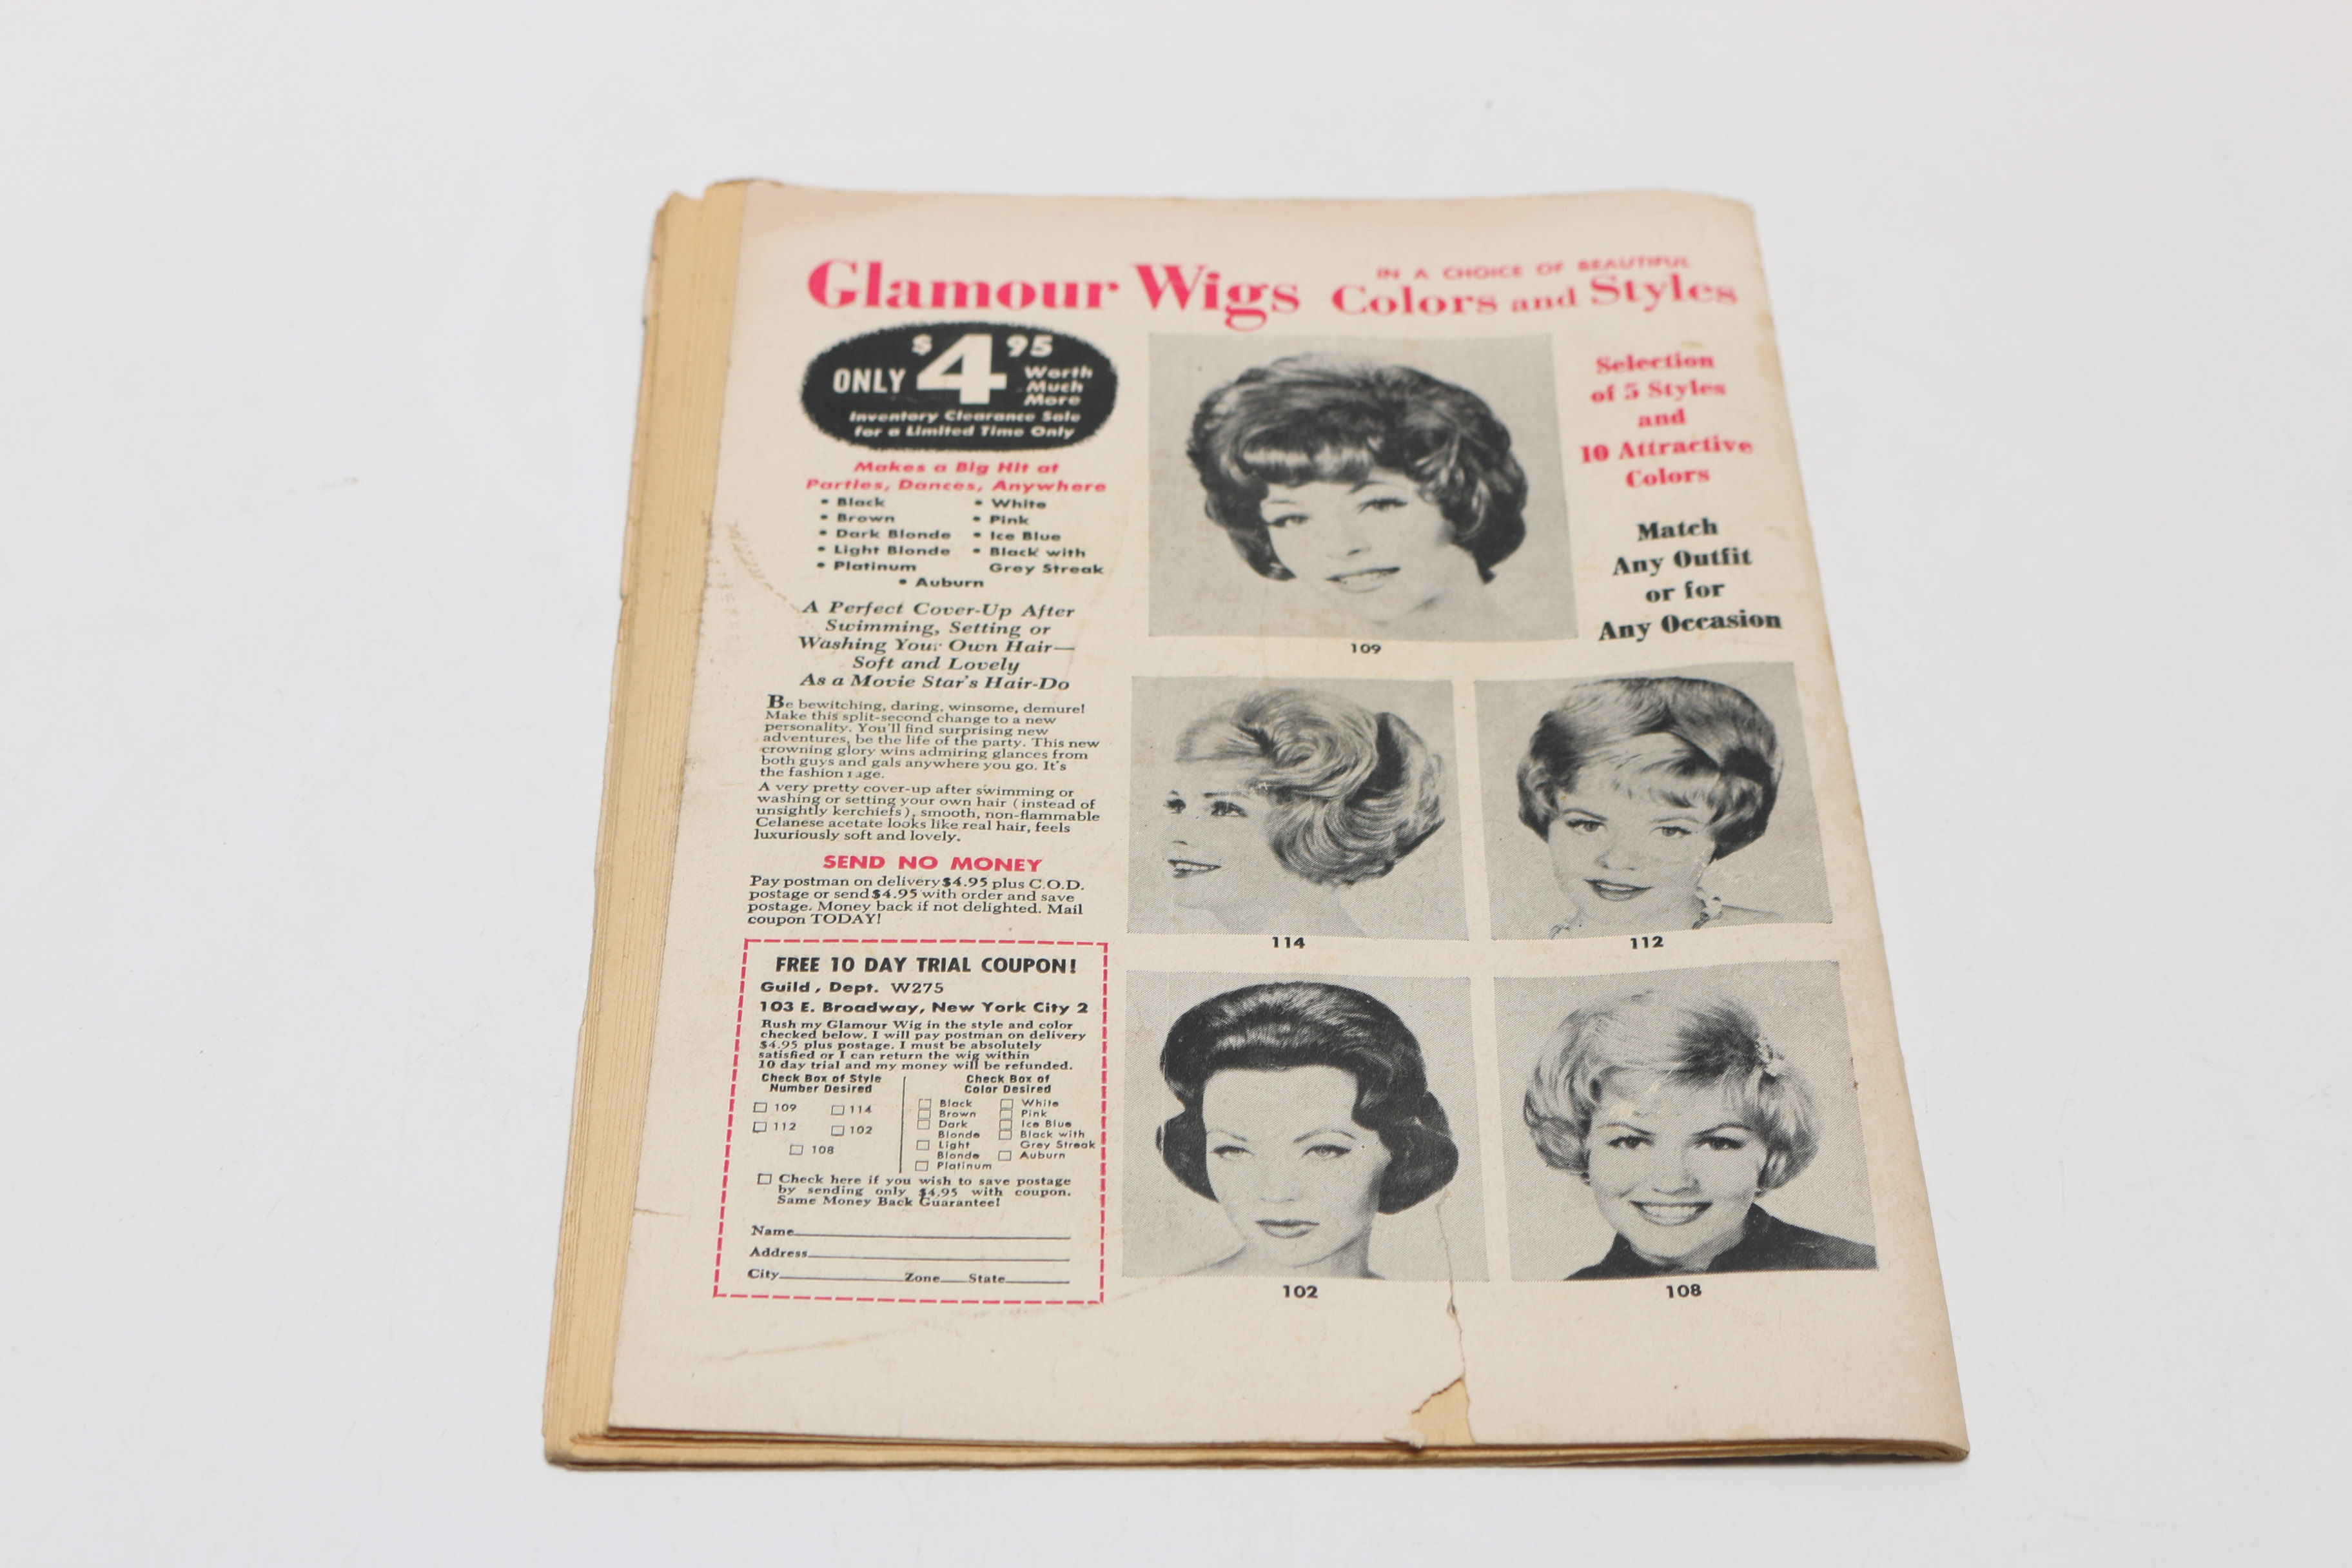 Glamour Wigs
IN A CHOICE OF BEAUTIFUL
Colors and Styles
ONLY $4 95
Worth
Much
More
Inventory Clearance Sale
for a Limited Time Only
Makes a Big Hit at
Parties, Dances, Anywhere
• Black
• Brown
• Dark Blonde
• Light Blonde
• Platinum
• White
• Pink
• Ice Blue
• Black with
Grey Streak
• Auburn
A Perfect Cover-Up After
Swimming, Setting or
Washing Your Own Hair—
Soft and Lovely
As a Movie Star's Hair-Do
Be bewitching, daring, winsome, demure!
Make this split-second change to a new
personality. You'll find surprising new
adventures, be the life of the party. This new
crowning glory wins admiring glances from
both guys and gals anywhere you go. It's
the fashion rage.
A very pretty cover-up after swimming or
washing or setting your own hair (instead of
unsightly kerchiefs), smooth, non-flammable
Celanese acetate looks like real hair, feels
luxuriously soft and lovely.
SEND NO MONEY
Pay postman on delivery $4.95 plus C.O.D.
postage or send $4.95 with order and save
postage. Money back if not delighted. Mail
coupon TODAY!
FREE 10 DAY TRIAL COUPON!
Guild, Dept. W275
103 E. Broadway, New York City 2
Rush my Glamour Wig in the style and color
checked below. I will pay postman on delivery
$4.95 plus postage. I must be absolutely
satisfied or I can return the wig within
10 day trial and my money will be refunded.
Check Box of Style
Number Desired
109 114
112 102
108
Check Box of
Color Desired
Black
Brown
Dark
Blonde
Light
Blonde
Platinum
White
Pink
Ice Blue
Black with
Grey Streak
Auburn
Check here if you wish to save postage
by sending only $4.95 with coupon.
Same Money Back Guarantee!
Name
Address
City Zone State
Selection
of 5 Styles
and
10 Attractive
Colors
Match
Any Outfit
or for
Any Occasion
109
114
112
102
108